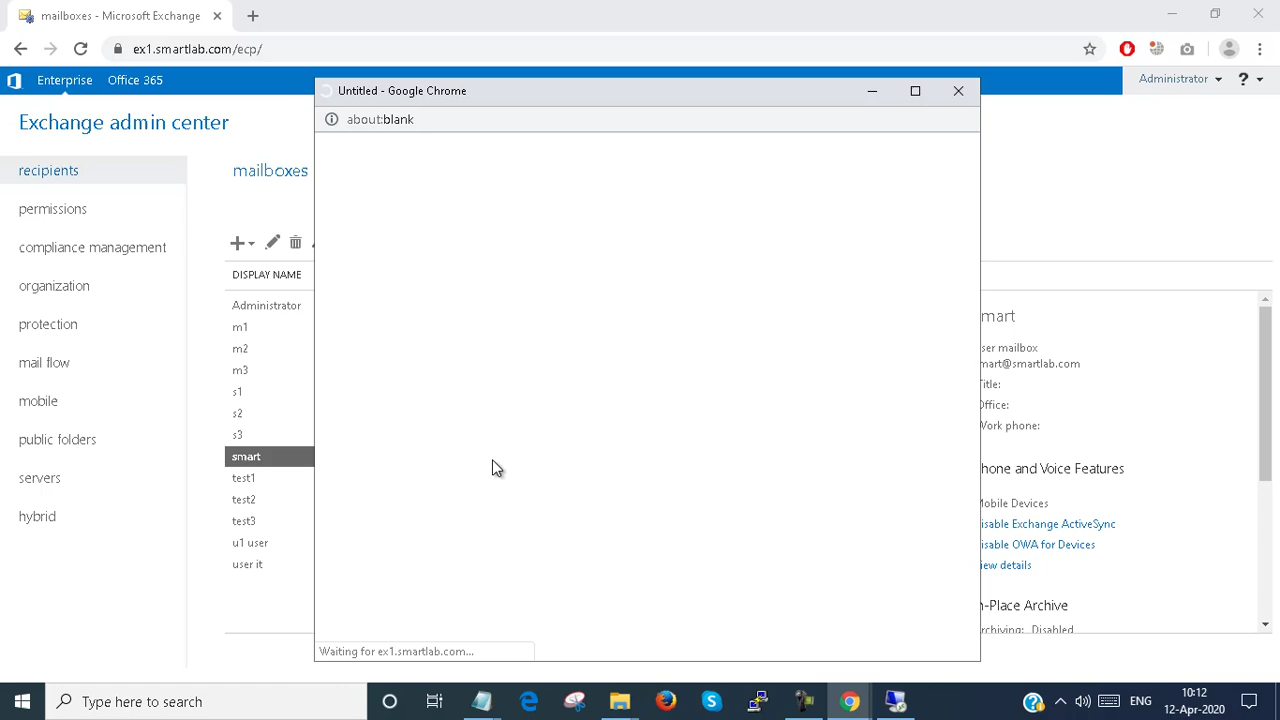 mailboxes - Microsoft Exchange
ex1.smartlab.com/ecp/
Enterprise Office 365
Administrator ?
Exchange admin center
Untitled - Google Chrome
about:blank
recipients
permissions
compliance management
organization
protection
mail flow
mobile
public folders
servers
hybrid
mailboxes
DISPLAY NAME
Administrator
m1
m2
m3
s1
s2
s3
smart
test1
test2
test3
u1 user
user it
mart
ser mailbox
mart@smartlab.com
Title:
Office:
Work phone:
hone and Voice Features
Mobile Devices
isable Exchange ActiveSync
isable OWA for Devices
iew details
n-Place Archive
Archiving: Disabled
Waiting for ex1.smartlab.com...
Type here to search
ENG
10:12
12-Apr-2020